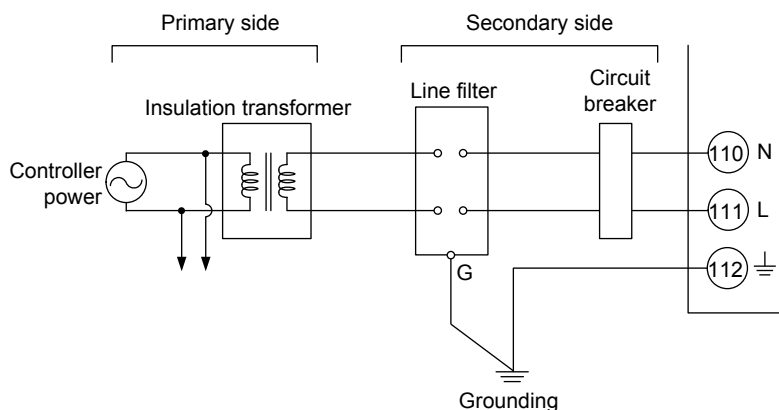 Primary side
Secondary side
Insulation transformer
Line filter
Circuit
breaker
Controller
power
110 N
111 L
112
G
Grounding